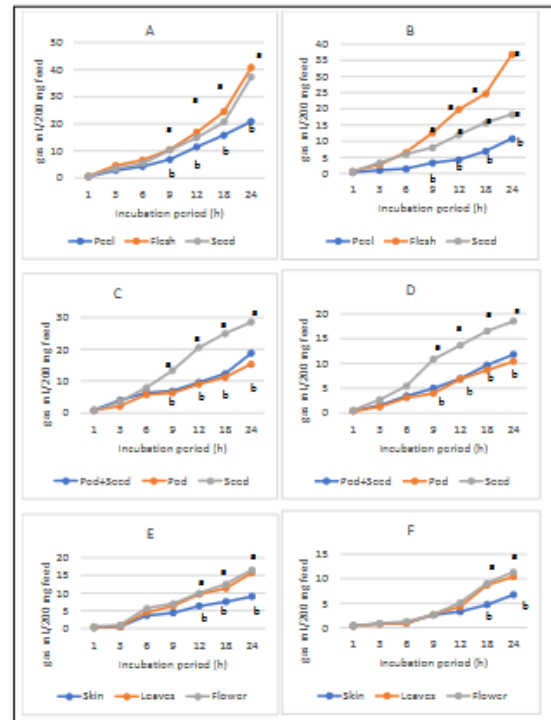 A
gas mL/200 mg feed
50
40
30
20
10
0
a a a a
b b b b
1 3 6 9 12 18 24
Incubation period (h)
Peel Flesh Seed
B
gas mL/200 mg feed
40
35
30
25
20
15
10
5
0
a a a a
a a a
b b b b
1 3 6 9 12 18 24
Incubation period (h)
Peel Flesh Seed
C
gas mL/200 mg feed
30
20
10
0
a a a a
b b b b
1 3 6 9 12 18 24
Incubation period (h)
Pod+Seed Pod Seed
D
gas mL/200 mg feed
20
15
10
5
0
a a a a
b b b b
1 3 6 9 12 18 24
Incubation period (h)
Pod+Seed Pod Seed
E
gas mL/200 mg feed
20
15
10
5
0
a a a
b b b
1 3 6 9 12 18 24
Incubation period (h)
Skin Leaves Flower
F
gas mL/200 mg feed
15
10
5
0
a a
b b
1 3 6 9 12 18 24
Incubation period (h)
Skin Leaves Flower